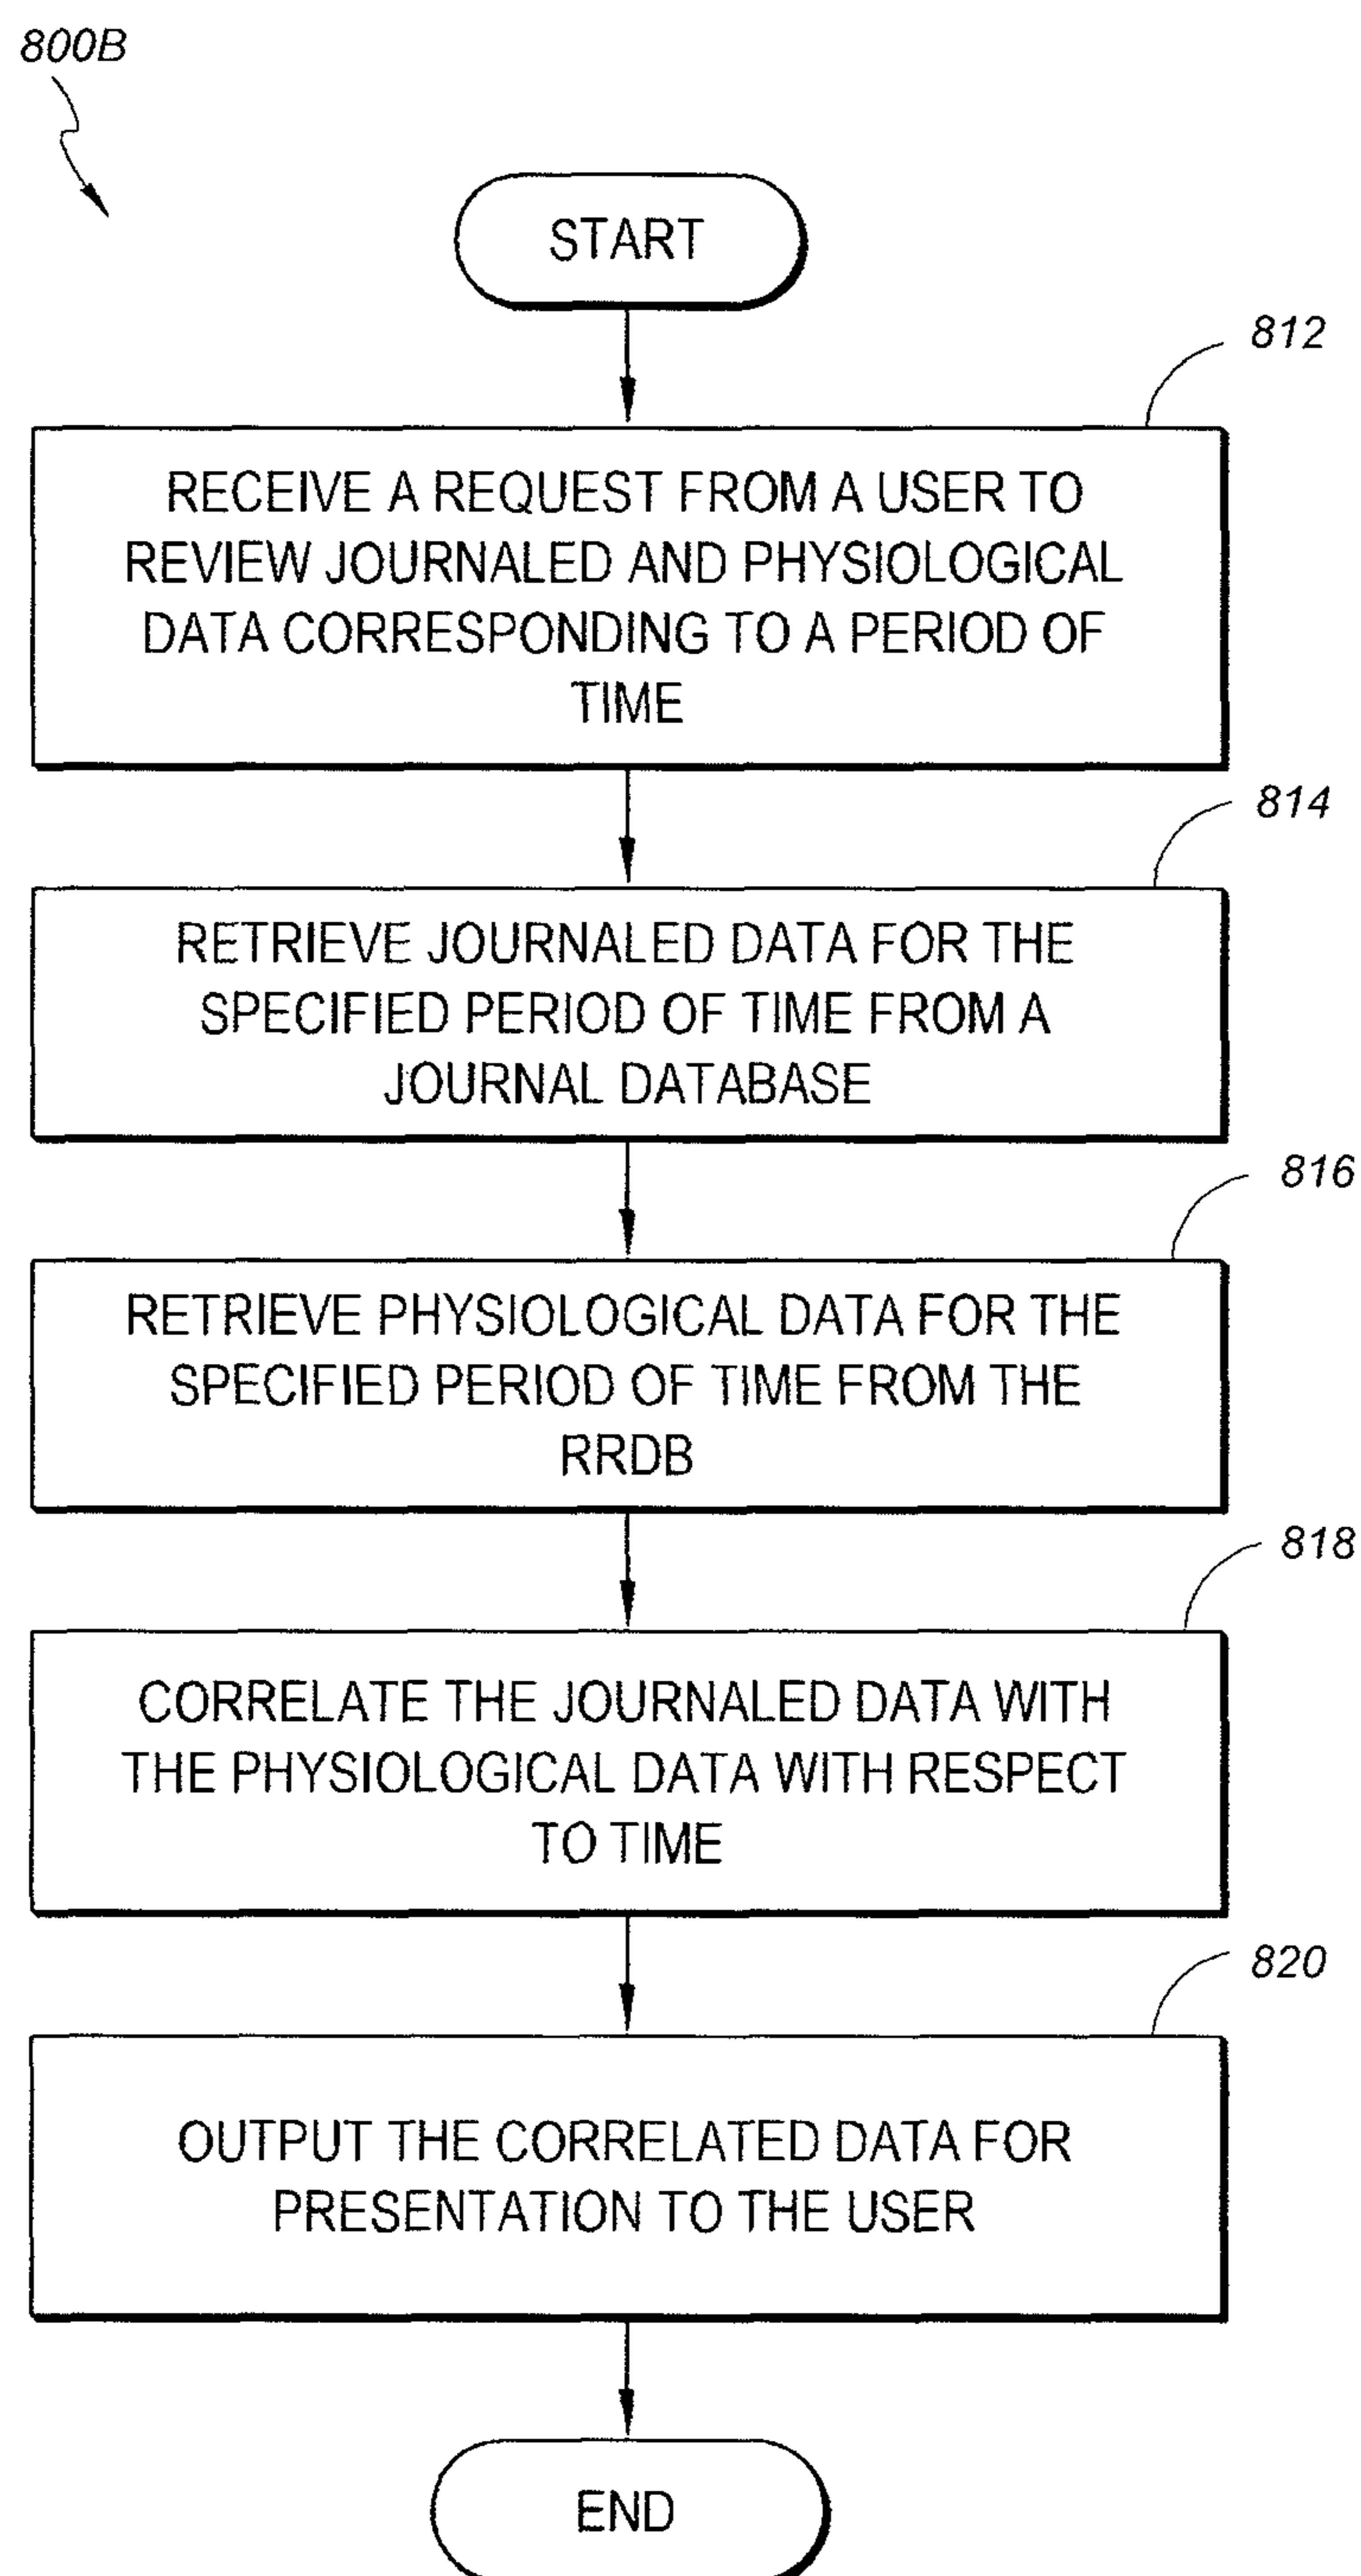 800B
START
812
RECEIVE A REQUEST FROM A USER TO
REVIEW JOURNALED AND PHYSIOLOGICAL
DATA CORRESPONDING TO A PERIOD OF
TIME
814
RETRIEVE JOURNALED DATA FOR THE
SPECIFIED PERIOD OF TIME FROM A
JOURNAL DATABASE
816
RETRIEVE PHYSIOLOGICAL DATA FOR THE
SPECIFIED PERIOD OF TIME FROM THE
RRDB
818
CORRELATE THE JOURNALED DATA WITH
THE PHYSIOLOGICAL DATA WITH RESPECT
TO TIME
820
OUTPUT THE CORRELATED DATA FOR
PRESENTATION TO THE USER
END